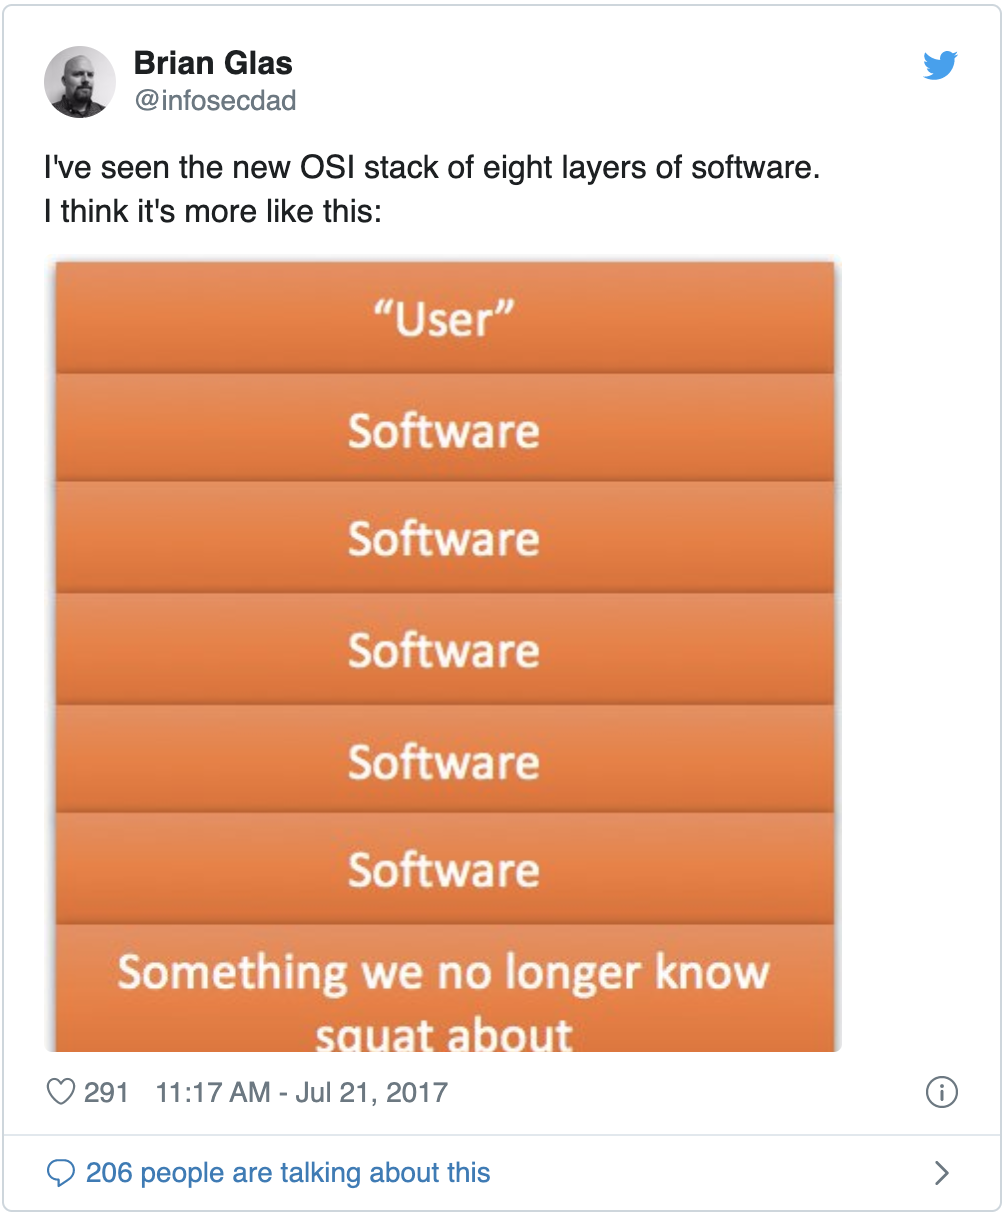 Brian Glas
@infosecdad
I've seen the new OSI stack of eight layers of software.
I think it's more like this:
“User”
Software
Software
Software
Software
Software
Something we no longer know
squat about
291 11:17 AM - Jul 21, 2017
206 people are talking about this